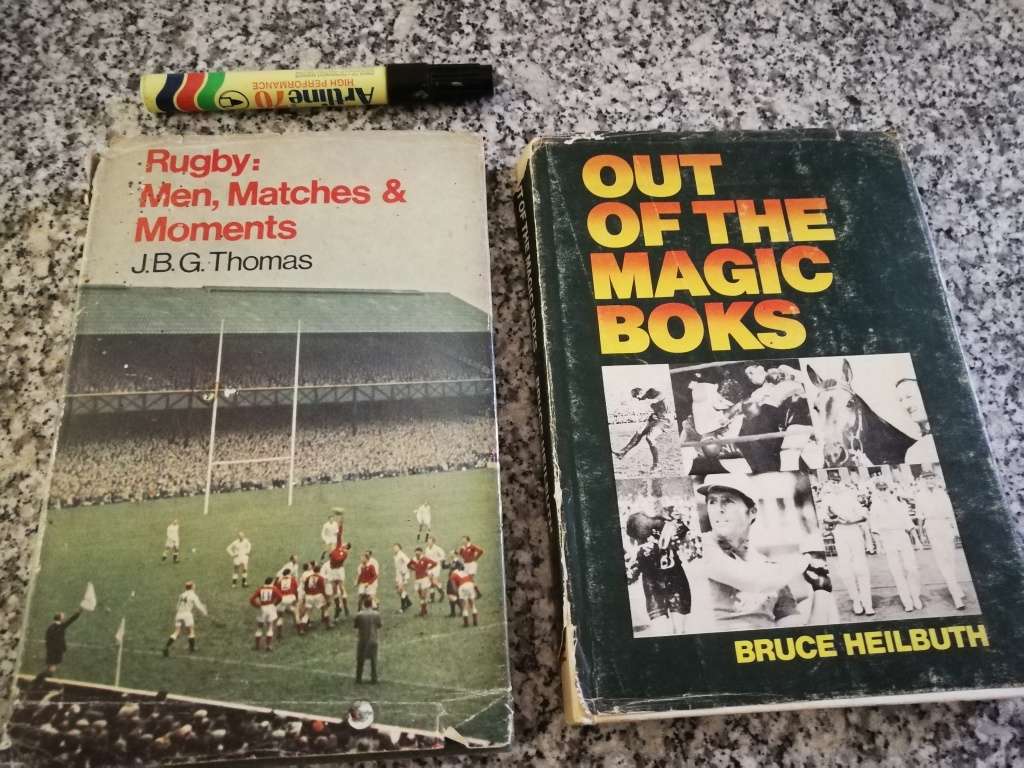 Artline 70
HIGH PERFORMANCE
Rugby:
Men, Matches &
Moments
J.B.G. Thomas
OUT
OF THE
MAGIC
BOKS
BRUCE HEILBUTH